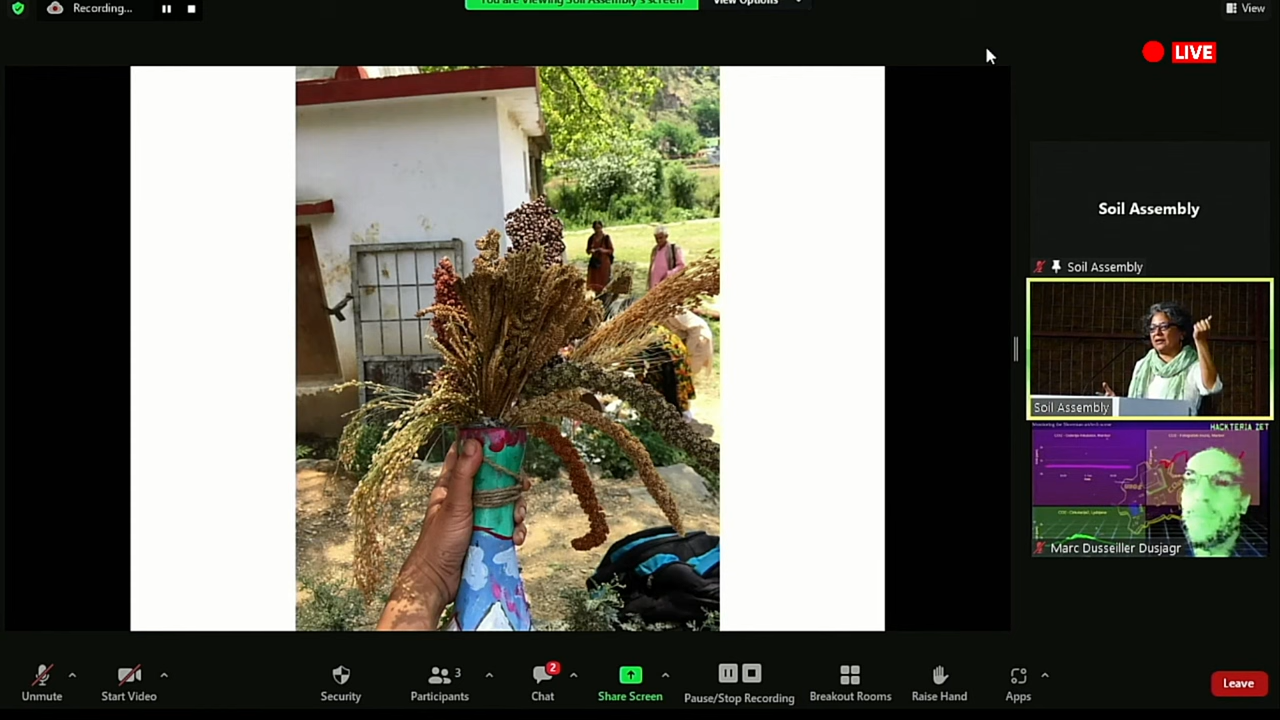 Recording...
You are viewing Soil Assembly's screen
View Options
View
LIVE
Soil Assembly
Soil Assembly
Soil Assembly
HACKTERIA ZET
Marc Dusseiller Dusjagr
Unmute
Start Video
Security
3
Participants
2
Chat
Share Screen
Pause/Stop Recording
Breakout Rooms
Raise Hand
Apps
Leave